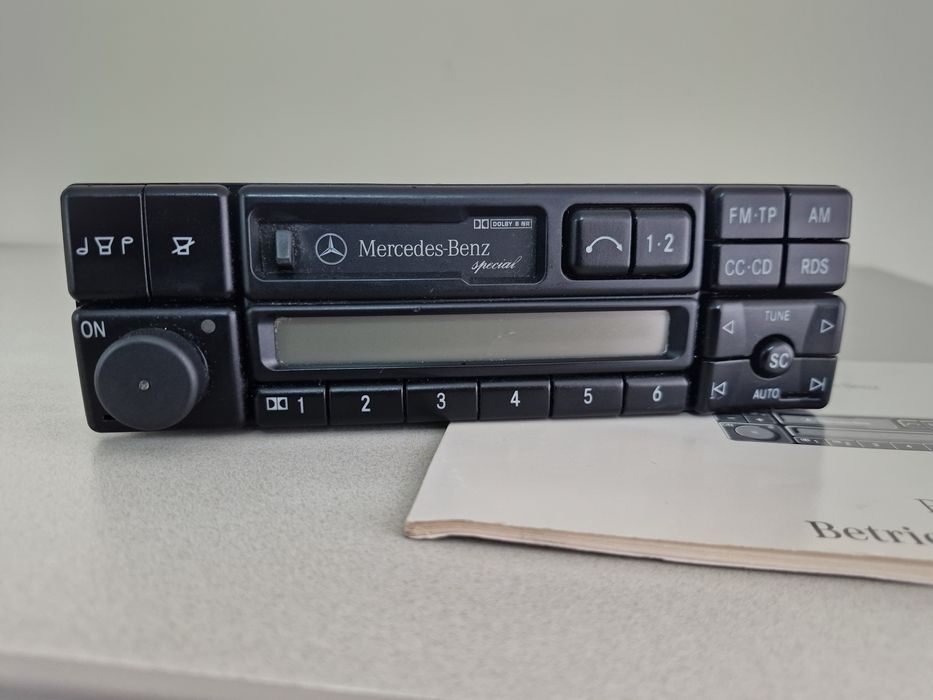 DOLBY B NR
Mercedes-Benz
special
1·2
FM·TP
AM
CC·CD
RDS
ON
TUNE
SC
AUTO
1
2
3
4
5
6